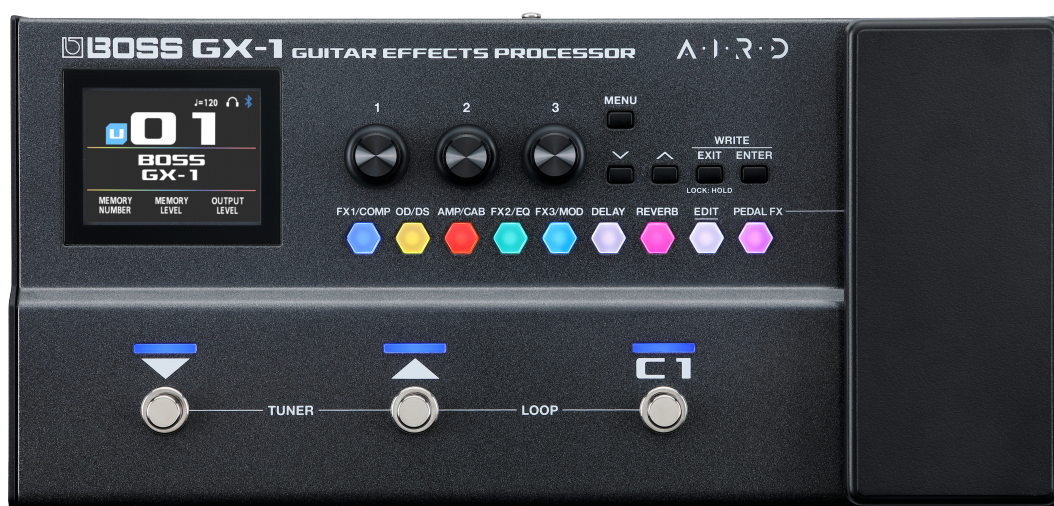 BOSS GX-1 GUITAR EFFECTS PROCESSOR
A·I·R·D
♩=120
U01
BOSS
GX-1
MEMORY NUMBER
MEMORY LEVEL
OUTPUT LEVEL
1 2 3
MENU
WRITE
EXIT ENTER
LOCK: HOLD
FX1/COMP OD/DS AMP/CAB FX2/EQ FX3/MOD DELAY REVERB EDIT PEDAL FX
C1
TUNER LOOP